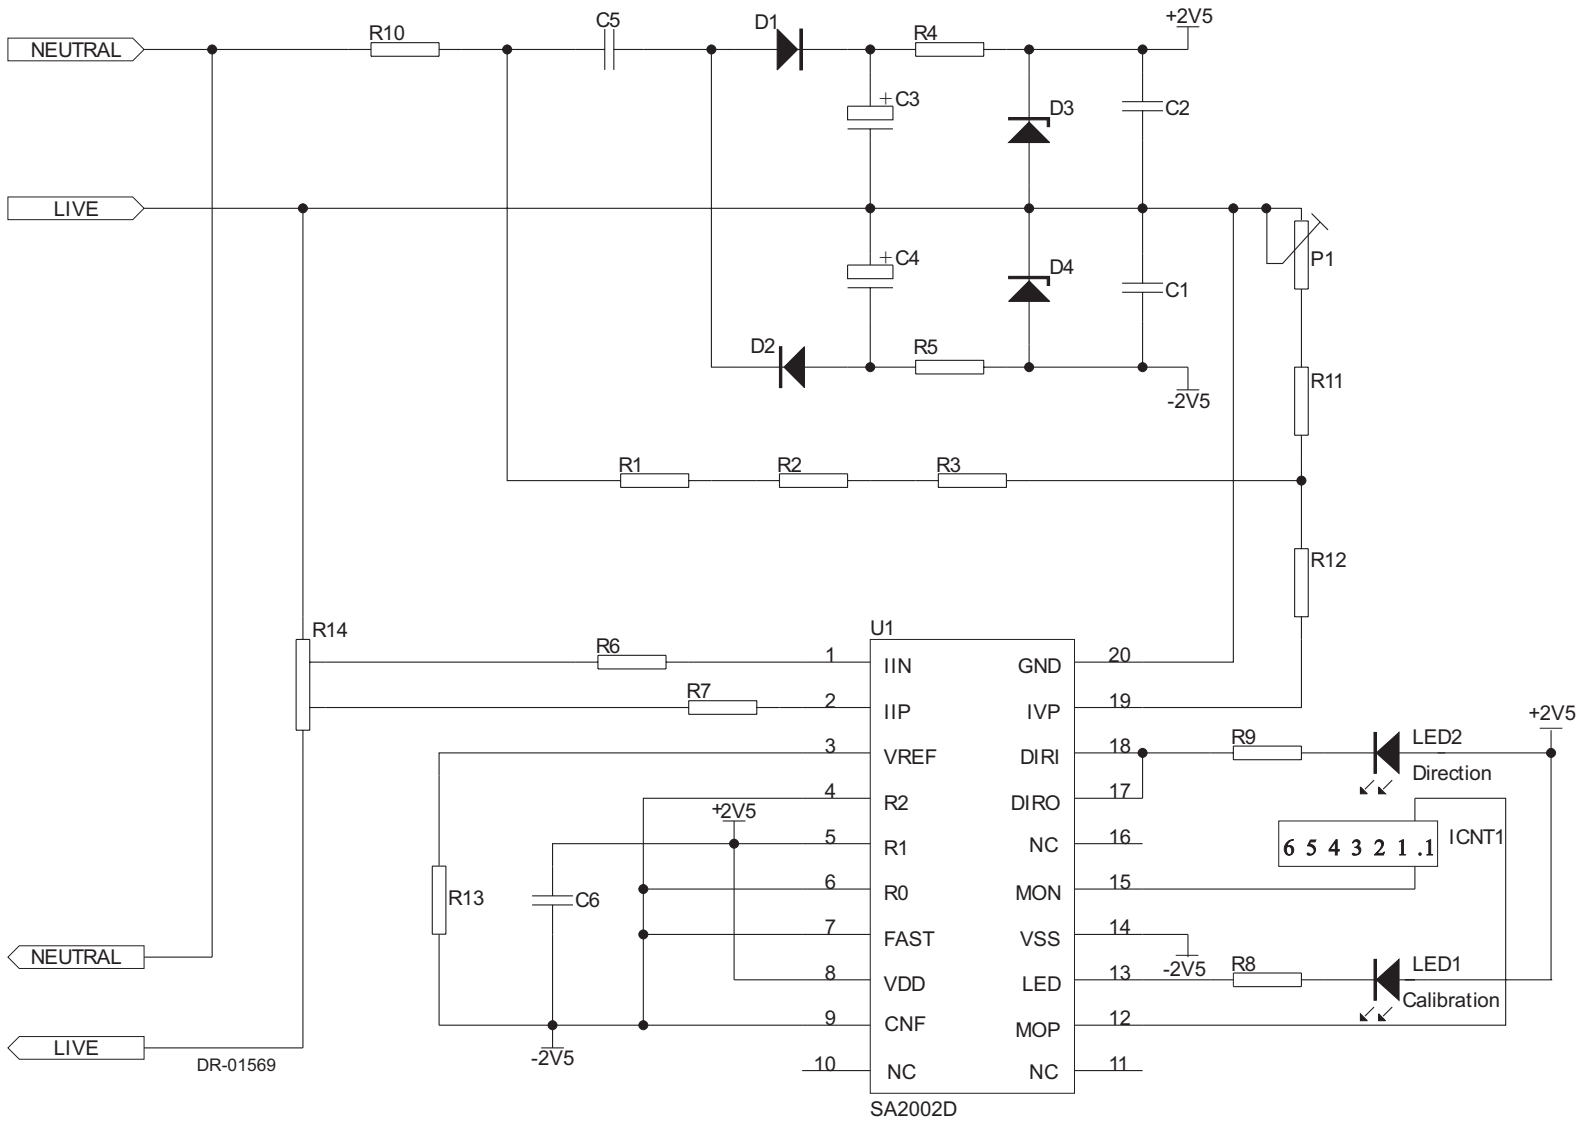 NEUTRAL
R10
C5
D1
R4
+2V5
+
C3
D3
C2
LIVE
+
C4
D4
C1
P1
D2
R5
-2V5
R11
R1
R2
R3
R12
R14
U1
R6
1
IIN
GND
20
R7
2
IIP
IVP
19
3
VREF
DIRI
18
R9
LED2
+2V5
Direction
4
R2
DIRO
17
+2V5
5
R1
NC
16
6 5 4 3 2 1 .1
ICNT1
R13
C6
6
R0
MON
15
7
FAST
VSS
14
-2V5
NEUTRAL
8
VDD
LED
13
R8
LED1
Calibration
9
CNF
MOP
12
LIVE
DR-01569
-2V5
10
NC
NC
11
SA2002D